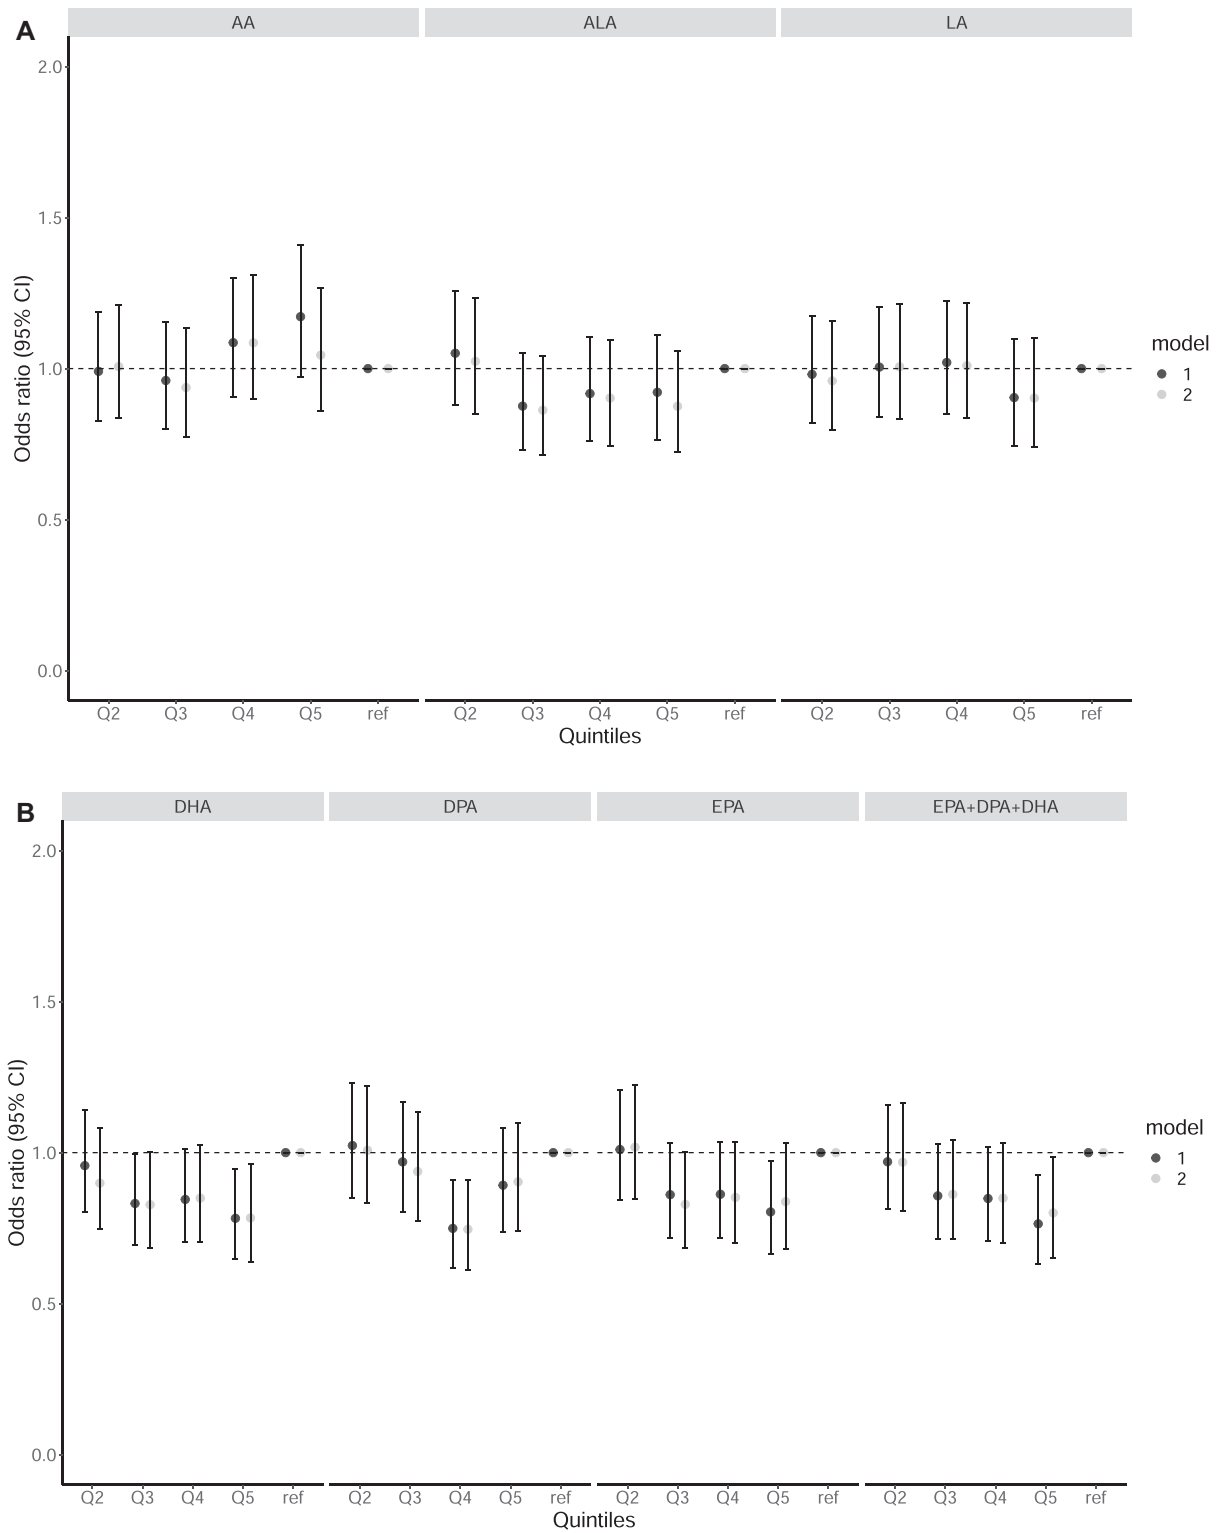 A
AA ALA LA
2.0
1.5
1.0
0.5
0.0
Odds ratio (95% CI)
Q2 Q3 Q4 Q5 ref Q2 Q3 Q4 Q5 ref Q2 Q3 Q4 Q5 ref
Quintiles
model
1
2
B
DHA DPA EPA EPA+DPA+DHA
2.0
1.5
1.0
0.5
0.0
Odds ratio (95% CI)
Q2 Q3 Q4 Q5 ref Q2 Q3 Q4 Q5 ref Q2 Q3 Q4 Q5 ref Q2 Q3 Q4 Q5 ref
Quintiles
model
1
2